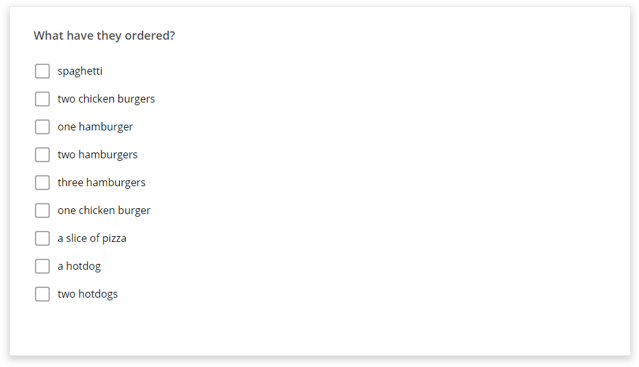 What have they ordered?
spaghetti
two chicken burgers
one hamburger
two hamburgers
three hamburgers
one chicken burger
a slice of pizza
a hotdog
two hotdogs